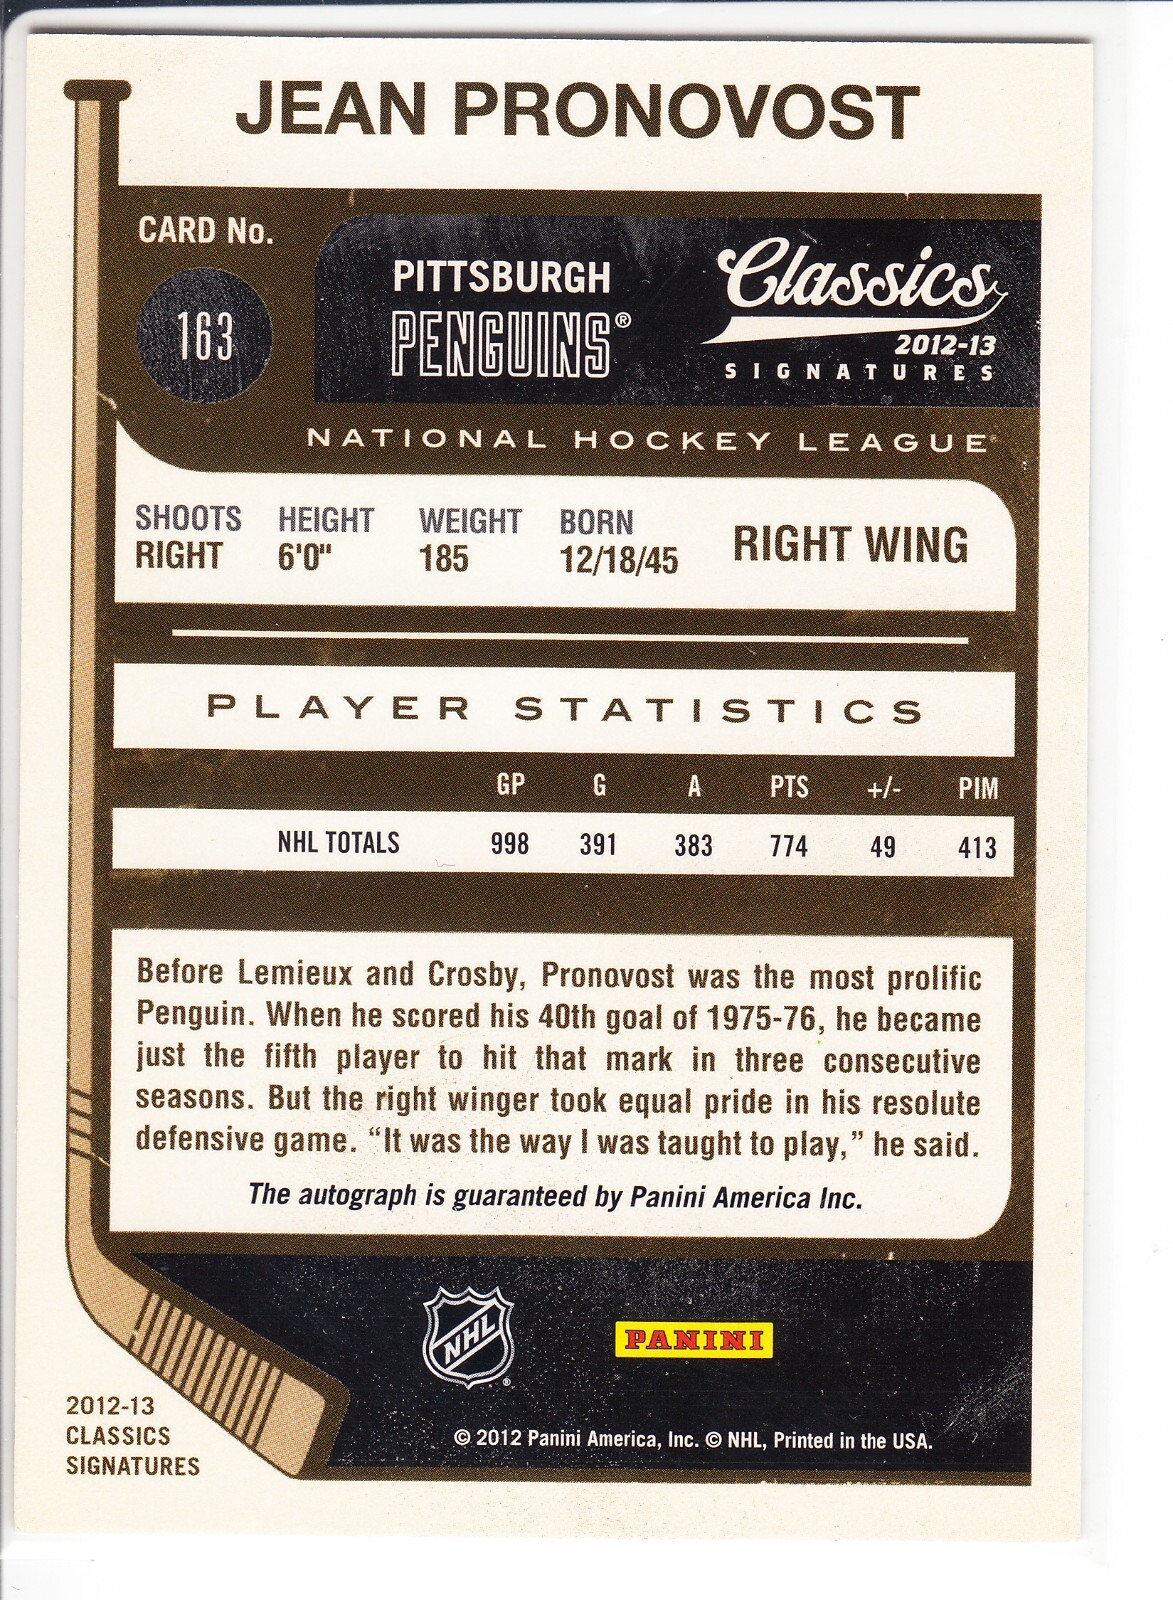 JEAN PRONOVOST
CARD No.
163
PITTSBURGH
PENGUINS®
Classics
2012-13
SIGNATURES
NATIONAL HOCKEY LEAGUE®
SHOOTS HEIGHT WEIGHT BORN
RIGHT 6'0" 185 12/18/45
RIGHT WING
PLAYER STATISTICS
GP G A PTS +/- PIM
NHL TOTALS 998 391 383 774 49 413
Before Lemieux and Crosby, Pronovost was the most prolific
Penguin. When he scored his 40th goal of 1975-76, he became
just the fifth player to hit that mark in three consecutive
seasons. But the right winger took equal pride in his resolute
defensive game. “It was the way I was taught to play,” he said.
The autograph is guaranteed by Panini America Inc.
NHL®
PANINI
2012-13
CLASSICS
SIGNATURES
© 2012 Panini America, Inc. © NHL, Printed in the USA.